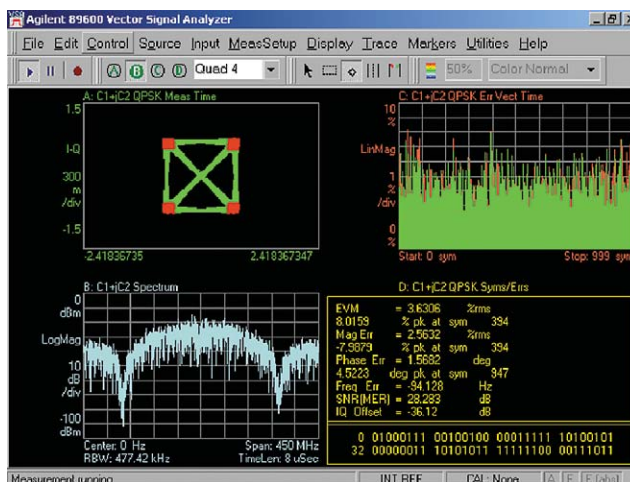 Agilent 89600 Vector Signal Analyzer
File Edit Control Source Input MeasSetup Display Trace Markers Utilities Help
A B C D Quad 4 50% Color Normal
A: C1+jC2 QPSK Meas Time
1.5
I-Q
300
m
/div
-1.5
-2.41836735 2.418367347
C: C1+jC2 QPSK Err Vect Time
10
%
LinMag
1
%
/div
0
%
Start: 0 sym Stop: 999 sym
B: C1+jC2 Spectrum
0
dBm
LogMag
10
dB
/div
-100
dBm
Center: 0 Hz Span: 450 MHz
RBW: 477.42 kHz TimeLen: 8 uSec
D: C1+jC2 QPSK Syms/Errs
EVM = 3.6306 %rms
8.0159 % pk at sym 394
Mag Err = 2.5632 %rms
-7.9879 % pk at sym 394
Phase Err = 1.5682 deg
4.5223 deg pk at sym 947
Freq Err = -94.128 Hz
SNR(MER) = 28.283 dB
IQ Offset = -36.12 dB
0 01000111 00100100 00011111 10100101
32 00000011 10101011 11111100 00111011
Measurement running INT REF CAL: None